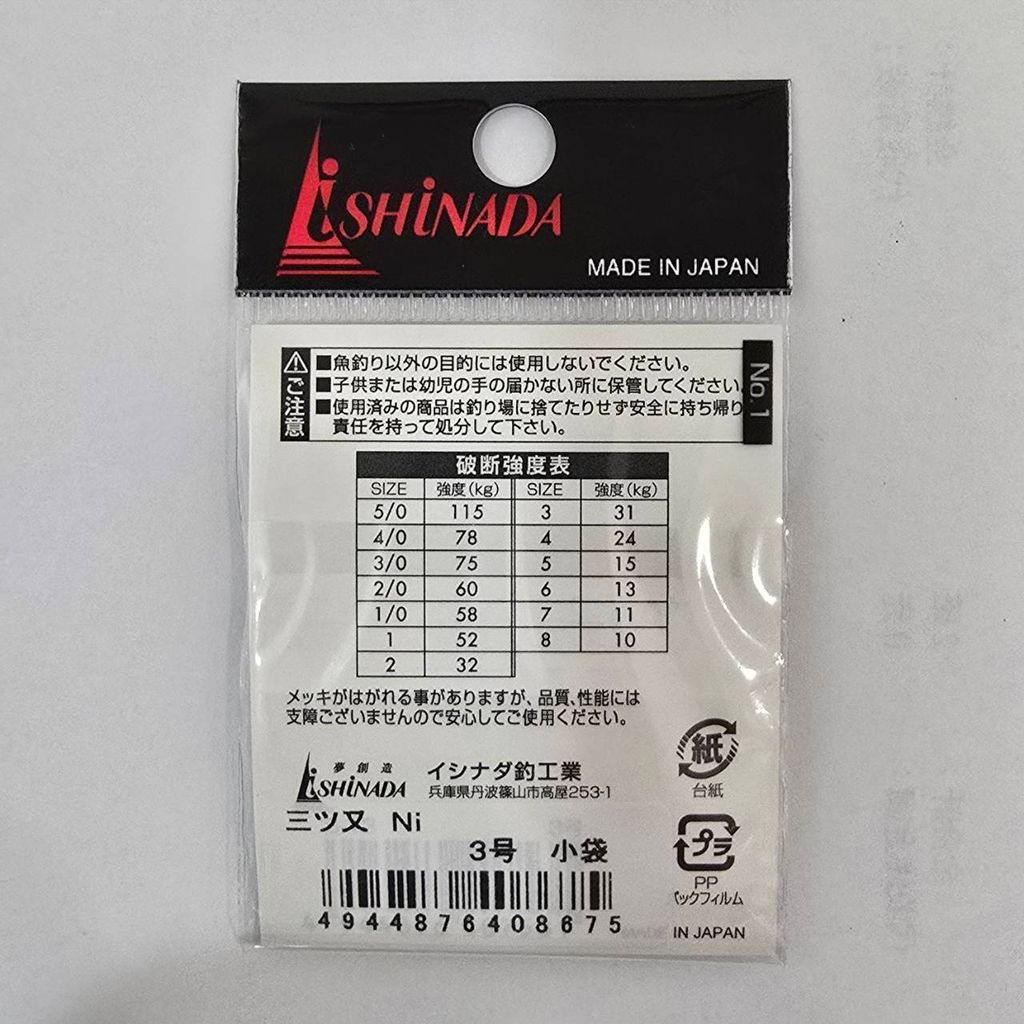 iSHiNADA
MADE IN JAPAN
No.1
ご注意
■魚釣り以外の目的には使用しないでください。
■子供または幼児の手の届かない所に保管してください
■使用済みの商品は釣り場に捨てたりせず安全に持ち帰り
責任を持って処分して下さい。
破断強度表
SIZE 強度(kg) SIZE 強度(kg)
5/0 115 3 31
4/0 78 4 24
3/0 75 5 15
2/0 60 6 13
1/0 58 7 11
1 52 8 10
2 32
メッキがはがれる事がありますが、品質、性能には
支障ございませんので安心してご使用ください。
夢創造
iSHiNADA
イシナダ釣工業
兵庫県丹波篠山市高屋253-1
三ツ又 Ni
3号 小袋
4944876408675
紙
台紙
プラ
PP
パックフィルム
IN JAPAN